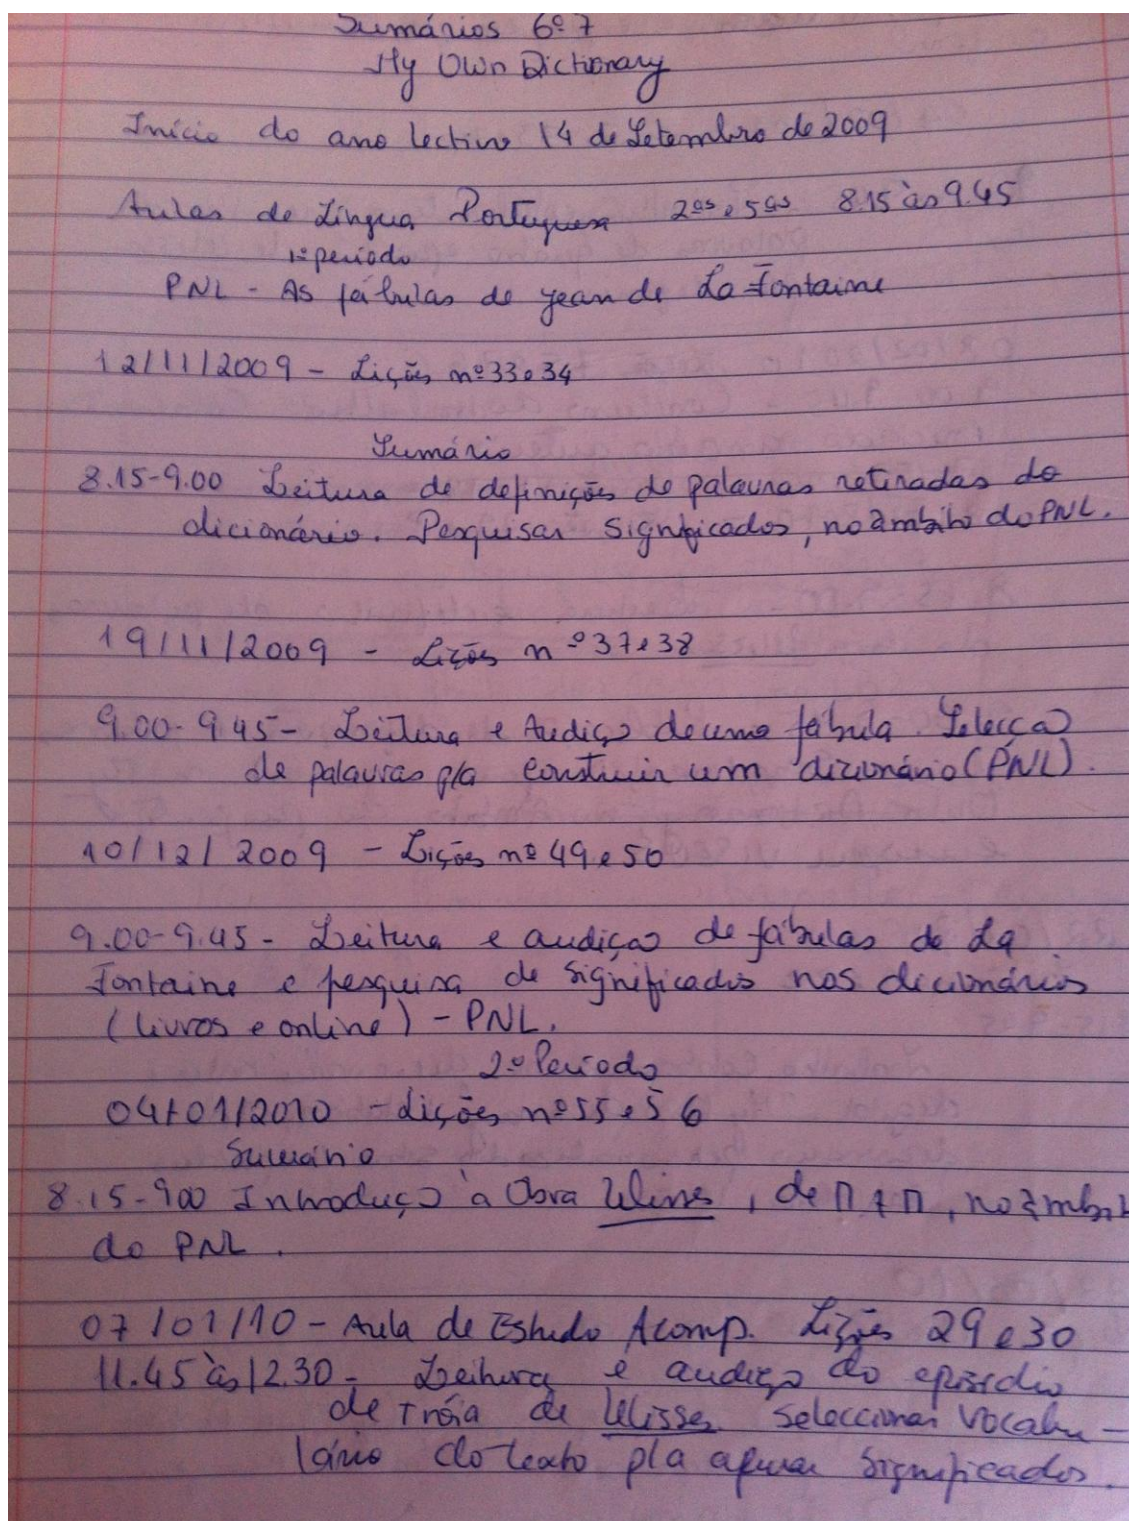 Sumários 6º 7
My Own Dictionary
Início do ano lectivo 14 de Setembro de 2009
Aulas de Língua Portuguesa 2as e 5as 8.15 às 9.45
1º período
PNL - As fábulas de Jean de La Fontaine
12/11/2009 - Lições nº 33 e 34
Sumário
8.15-9.00 Leitura de definições de palavras retiradas do
dicionário. Pesquisar significados, no âmbito do PNL.
19/11/2009 - Lições nº 37 e 38
9.00-9.45- Leitura e Audição de uma fábula. Selecção
de palavras p/a construir um dicionário (PNL).
10/12/2009 - Lições nº 49 e 50
9.00-9.45- Leitura e audição de fábulas de La
Fontaine e pesquisa de significados nos dicionários
(livros e online) - PNL.
2º Período
04/01/2010 - Lições nº 55 e 56
Sumário
8.15-900 Introdução à Obra Ulisses, de
do PNL.
07/01/10 - Aula de Estudo Acomp. Lições 29 e 30
11.45 às 12.30 - Leitura e audição do episódio
de Tróia de Ulisses. Seleccionar vocabu-
lário do texto p/a apurar significados.